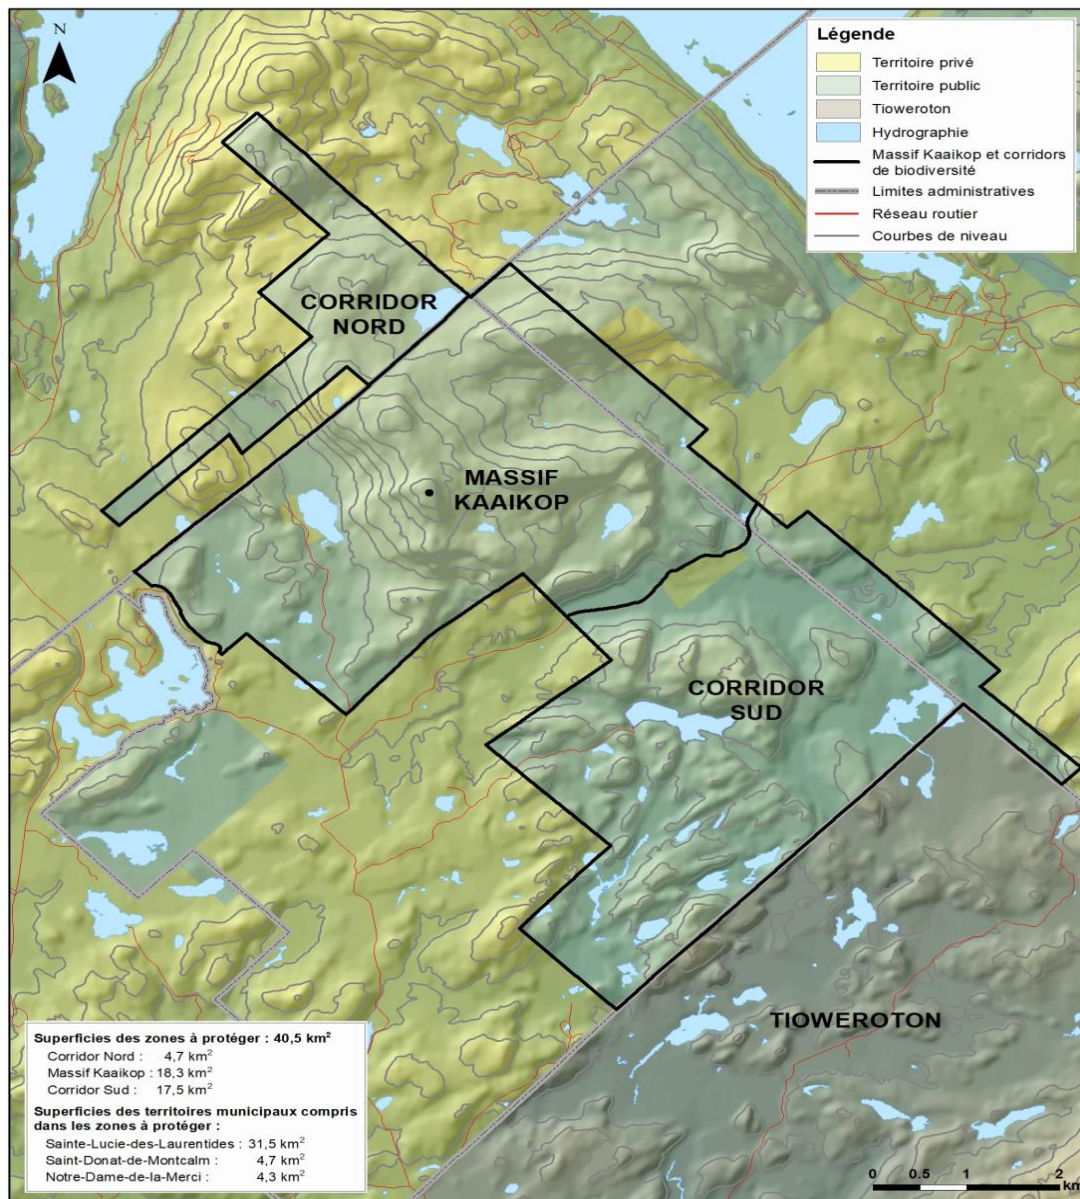 N
Légende
Territoire privé
Territoire public
Tioweroton
Hydrographie
Massif Kaaikop et corridors
de biodiversité
Limites administratives
Réseau routier
Courbes de niveau
CORRIDOR
NORD
MASSIF
KAAIKOP
CORRIDOR
SUD
TIOWEROTON
Superficies des zones à protéger : 40,5 km²
Corridor Nord : 4,7 km²
Massif Kaaikop : 18,3 km²
Corridor Sud : 17,5 km²
Superficies des territoires municipaux compris
dans les zones à protéger :
Sainte-Lucie-des-Laurentides : 31,5 km²
Saint-Donat-de-Montcalm : 4,7 km²
Notre-Dame-de-la-Merci : 4,3 km²
0 0.5 1 2
km